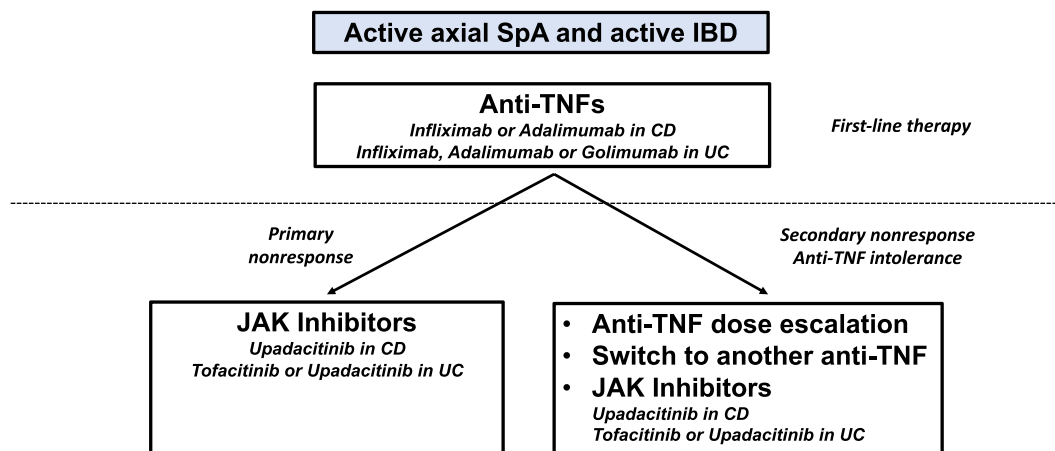 Active axial SpA and active IBD
Anti-TNFs
Infliximab or Adalimumab in CD
Infliximab, Adalimumab or Golimumab in UC
First-line therapy
Primary
nonresponse
Secondary nonresponse
Anti-TNF intolerance
JAK Inhibitors
Upadacitinib in CD
Tofacitinib or Upadacitinib in UC
• Anti-TNF dose escalation
• Switch to another anti-TNF
• JAK Inhibitors
Upadacitinib in CD
Tofacitinib or Upadacitinib in UC